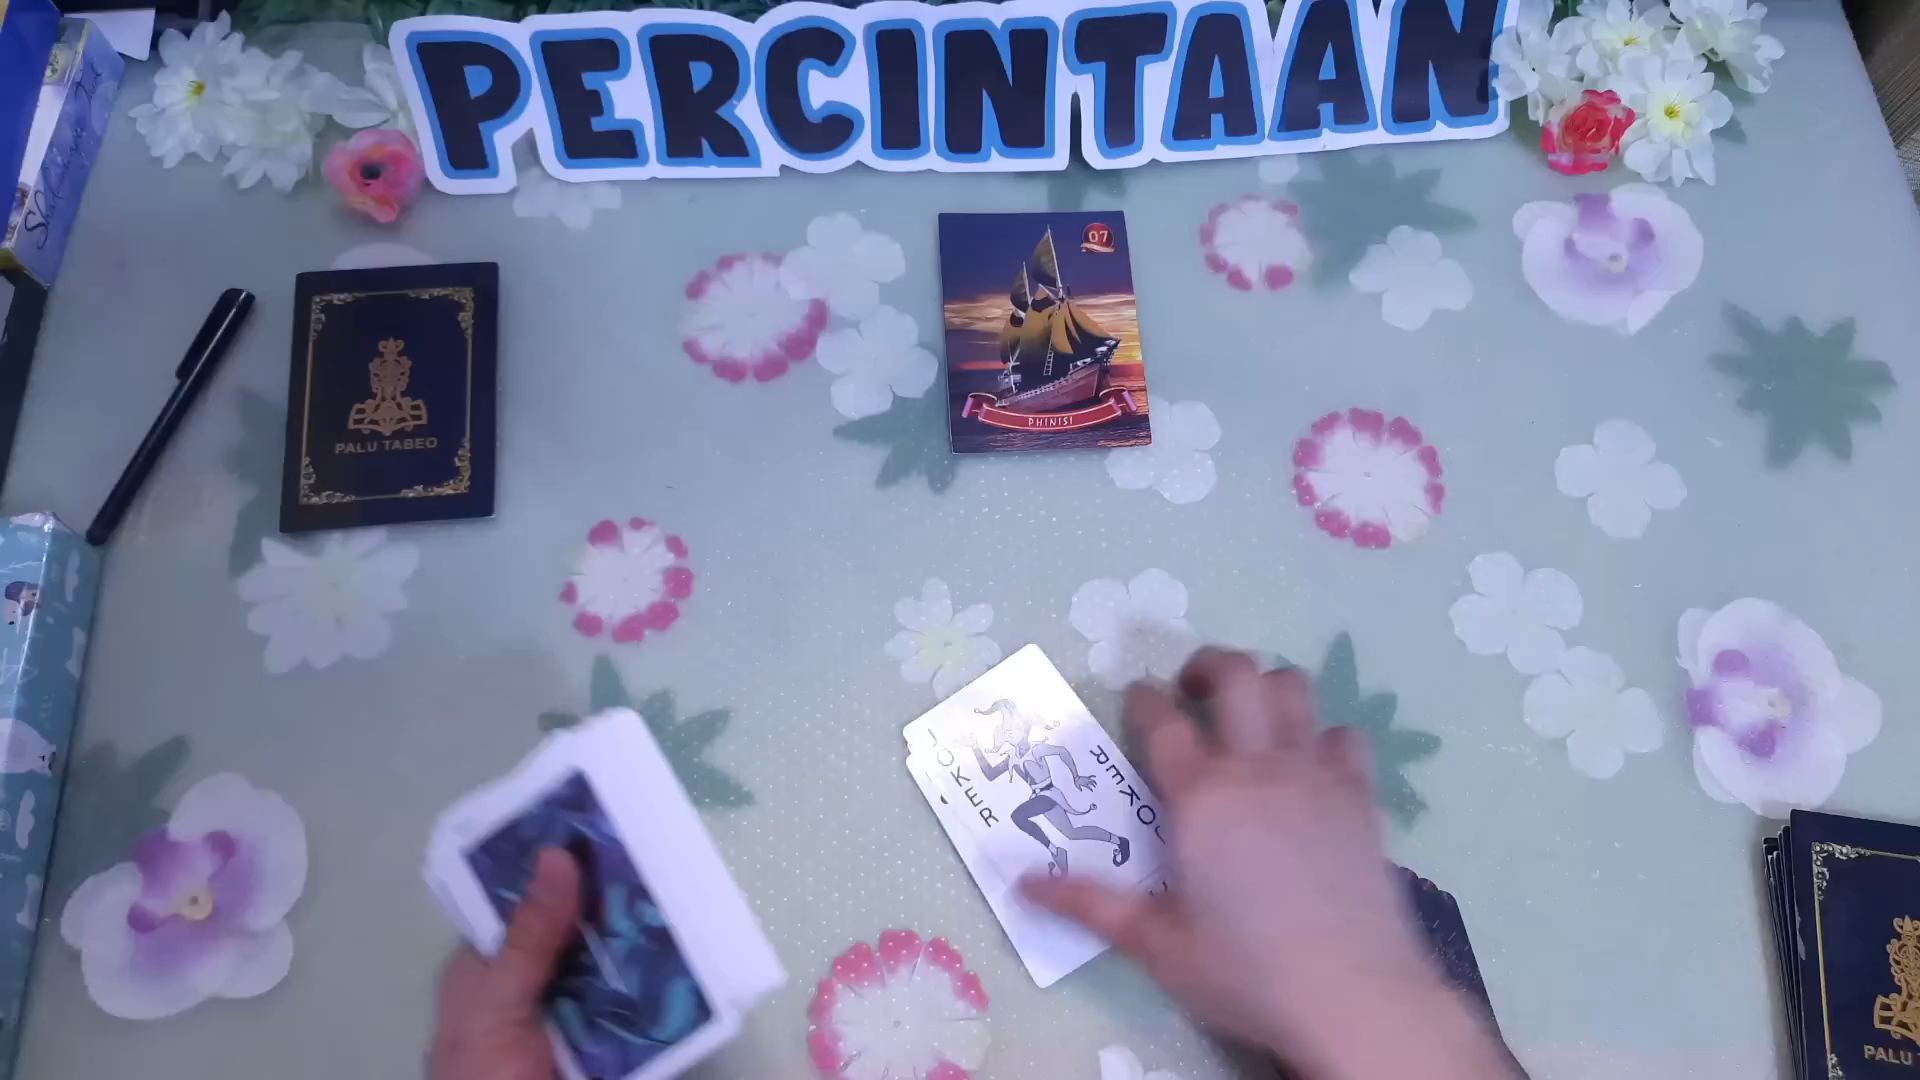 PERCINTAAN
07
PHINISI
PALU TABEO
JOKER
JOKER
PALU